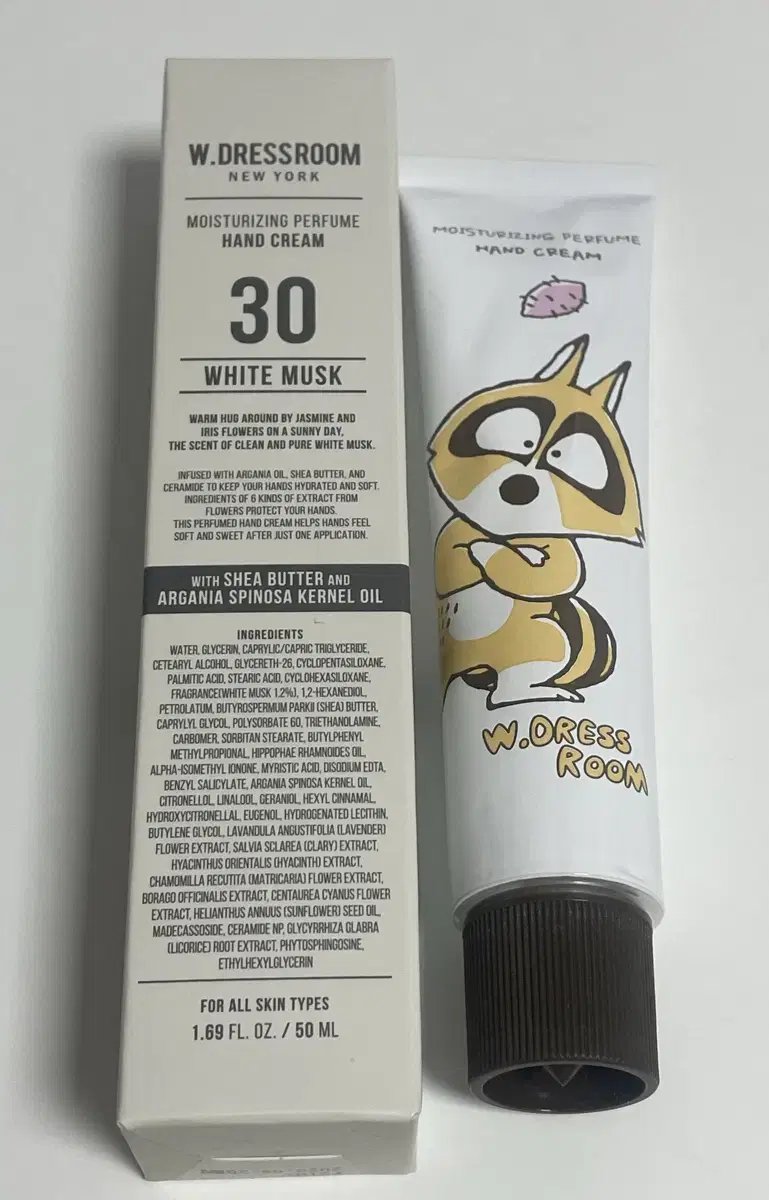 W.DRESSROOM
NEW YORK
MOISTURIZING PERFUME
HAND CREAM
30
WHITE MUSK
WARM HUG AROUND BY JASMINE AND
IRIS FLOWERS ON A SUNNY DAY,
THE SCENT OF CLEAN AND PURE WHITE MUSK.
INFUSED WITH ARGANIA OIL, SHEA BUTTER, AND
CERAMIDE TO KEEP YOUR HANDS HYDRATED AND SOFT.
INGREDIENTS OF 6 KINDS OF EXTRACT FROM
FLOWERS PROTECT YOUR HANDS.
THIS PERFUMED HAND CREAM HELPS HANDS FEEL
SOFT AND SWEET AFTER JUST ONE APPLICATION.
WITH SHEA BUTTER AND
ARGANIA SPINOSA KERNEL OIL
INGREDIENTS
WATER, GLYCERIN, CAPRYLIC/CAPRIC TRIGLYCERIDE,
CETEARYL ALCOHOL, GLYCERETH-26, CYCLOPENTASILOXANE,
PALMITIC ACID, STEARIC ACID, CYCLOHEXASILOXANE,
FRAGRANCE(WHITE MUSK 1.2%), 1,2-HEXANEDIOL,
PETROLATUM, BUTYROSPERMUM PARKII (SHEA) BUTTER,
CAPRYLYL GLYCOL, POLYSORBATE 60, TRIETHANOLAMINE,
CARBOMER, SORBITAN STEARATE, BUTYLPHENYL
METHYLPROPIONAL, HIPPOPHAE RHAMNOIDES OIL,
ALPHA-ISOMETHYL IONONE, MYRISTIC ACID, DISODIUM EDTA,
BENZYL SALICYLATE, ARGANIA SPINOSA KERNEL OIL,
CITRONELLOL, LINALOOL, GERANIOL, HEXYL CINNAMAL,
HYDROXYCITRONELLAL, EUGENOL, HYDROGENATED LECITHIN,
BUTYLENE GLYCOL, LAVANDULA ANGUSTIFOLIA (LAVENDER)
FLOWER EXTRACT, SALVIA SCLAREA (CLARY) EXTRACT,
HYACINTHUS ORIENTALIS (HYACINTH) EXTRACT,
CHAMOMILLA RECUTITA (MATRICARIA) FLOWER EXTRACT,
BORAGO OFFICINALIS EXTRACT, CENTAUREA CYANUS FLOWER
EXTRACT, HELIANTHUS ANNUUS (SUNFLOWER) SEED OIL,
MADECASSOSIDE, CERAMIDE NP, GLYCYRRHIZA GLABRA
(LICORICE) ROOT EXTRACT, PHYTOSPHINGOSINE,
ETHYLHEXYLGLYCERIN
FOR ALL SKIN TYPES
1.69 FL. OZ. / 50 ML
MOISTURIZING PERFUME
HAND CREAM
W.DRESS
ROOM